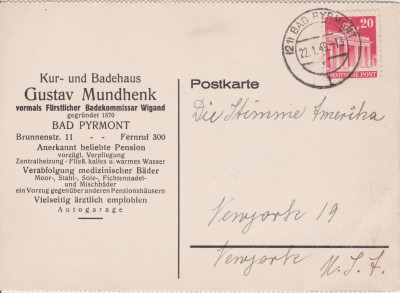 Kur- und Badehaus
Gustav Mundhenk
vormals Fürstlicher Badekommissar Wigand
gegründet 1870
BAD PYRMONT
Brunnenstr. 11 - - Fernruf 300
Anerkannt beliebte Pension
vorzügl. Verpflegung
Zentralheizung - Fließ. kaltes u. warmes Wasser
Verabfolgung medizinischer Bäder
Moor-, Stahl-, Sole-, Fichtennadel-
und Mischbäder
ein Vorzug gegenüber anderen Pensionshäusern
Vielseitig ärztlich empfohlen
Autogarage
(21) BAD PYRMONT
22.1.49
20
DEUTSCHE POST
Postkarte
Die Stimme Amerika
Newyork 19
Newyork
U.S.A.